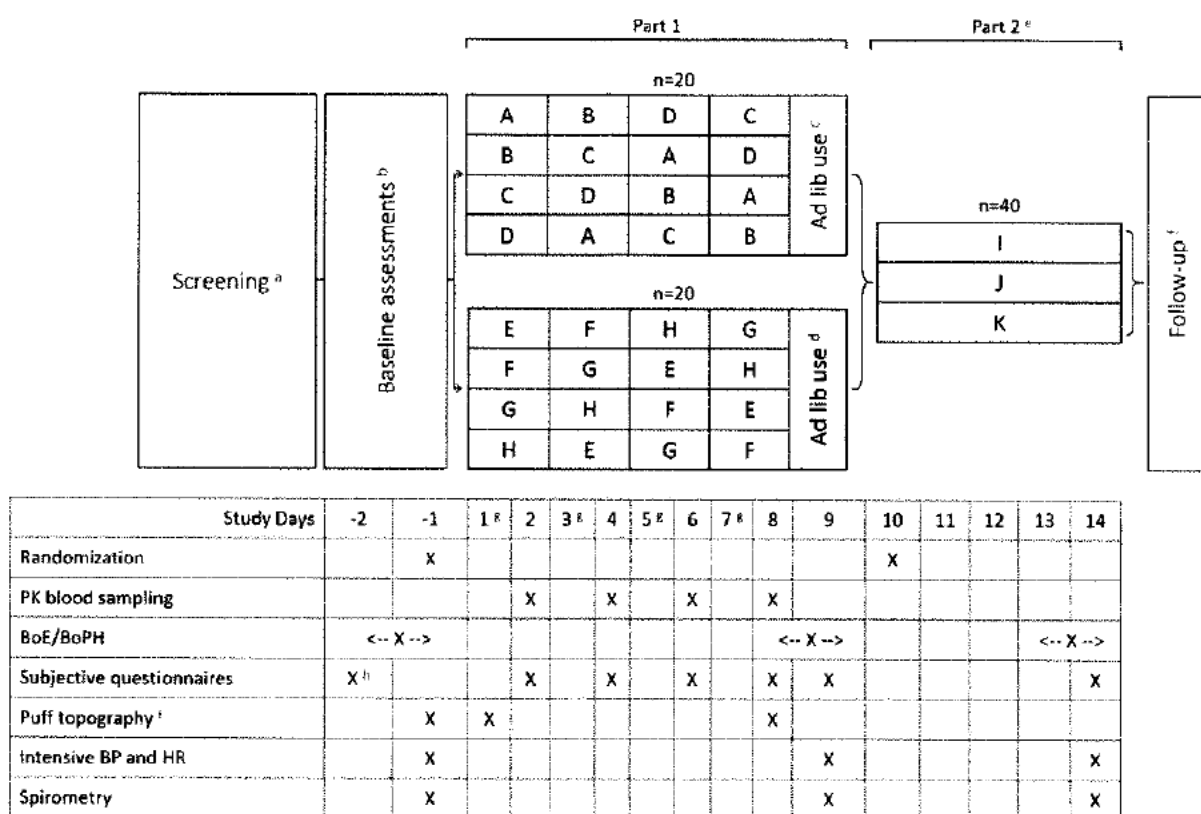 Part 1 Part 2 e
n=20
A B D C
B C A D
C D B A
D A C B
Ad lib use c
Screening a
Baseline assessments b
n=20
E F H G
F G E H
G H F E
H E G F
Ad lib use d
n=40
I
J
K
Follow-up f
Study Days -2 -1 1 g 2 3 g 4 5 g 6 7 g 8 9 10 11 12 13 14
Randomization X X
PK blood sampling X X X X
BoE/BoPH <-- X --> <-- X --> <-- X -->
Subjective questionnaires X h X X X X X X
Puff topography i X X X
Intensive BP and HR X X X
Spirometry X X X